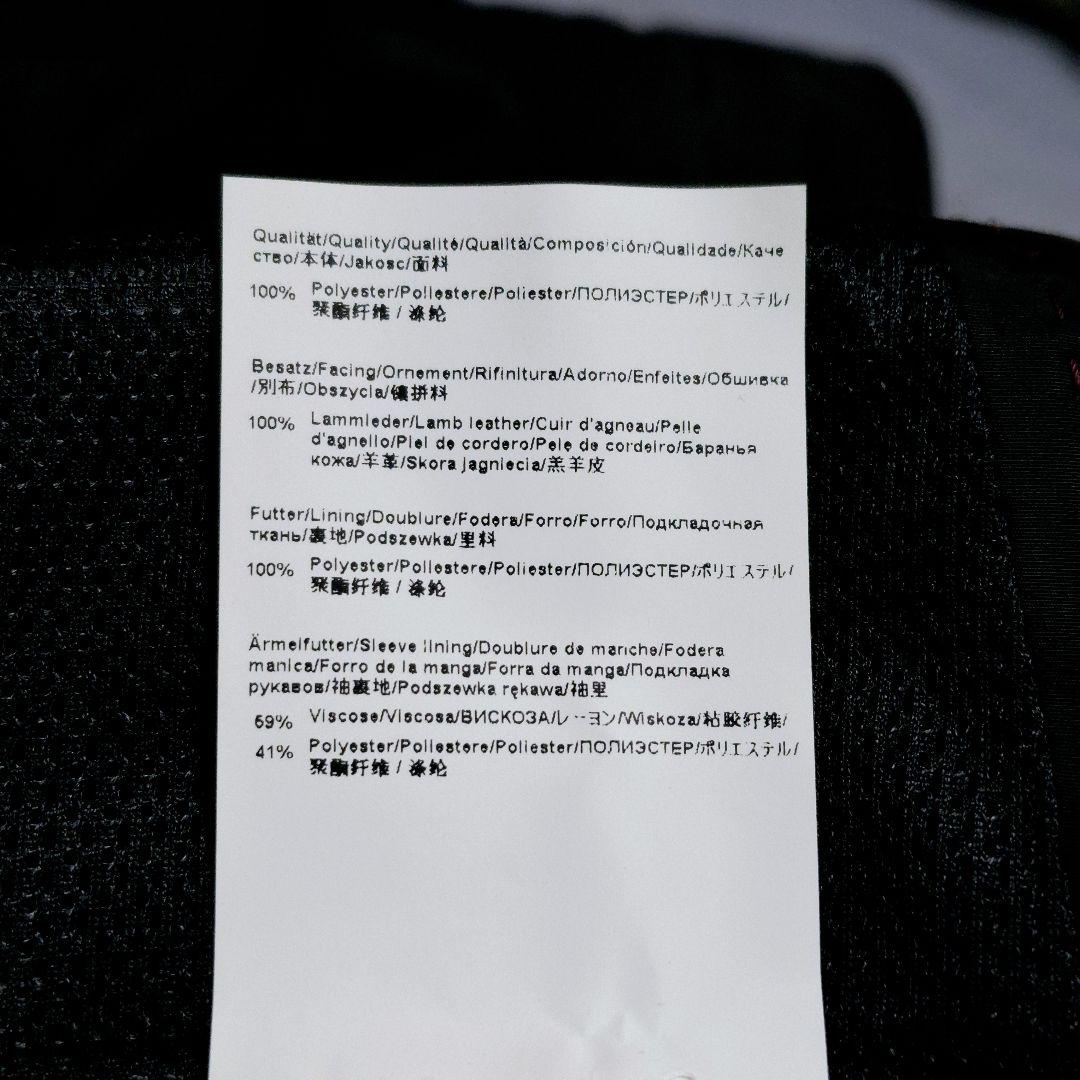 Qualität/Quality/Qualité/Qualità/Composición/Qualidade/Каче
ство/本体/Jakosc/面料
100% Polyester/Poliestere/Poliester/ПОЛИЭСТЕР/ポリエステル/
聚酯纤维 / 涤纶
Besatz/Facing/Ornement/Rifinitura/Adorno/Enfeites/Обшивка
/別布/Obszycia/镶拼料
100% Lammleder/Lamb leather/Cuir d'agneau/Pelle
d'agnello/Piel de cordero/Pele de cordeiro/Баранья
кожа/羊革/Skora jagniecia/羔羊皮
Futter/Lining/Doublure/Fodera/Forro/Forro/Подкладочная
ткань/裏地/Podszewka/里料
100% Polyester/Poliestere/Poliester/ПОЛИЭСТЕР/ポリエステル/
聚酯纤维 / 涤纶
Ärmelfutter/Sleeve lining/Doublure de manche/Fodera
manica/Forro de la manga/Forra da manga/Подкладка
рукавов/袖裏地/Podszewka rękawa/袖里
59% Viscose/Viscosa/ВИСКОЗА/レーヨン/Wiskoza/粘胶纤维/
41% Polyester/Poliestere/Poliester/ПОЛИЭСТЕР/ポリエステル/
聚酯纤维 / 涤纶